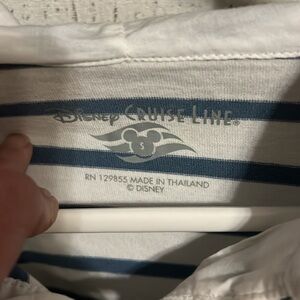 Disney CRUISE LINE®
S
RN 129855 MADE IN THAILAND
© DISNEY